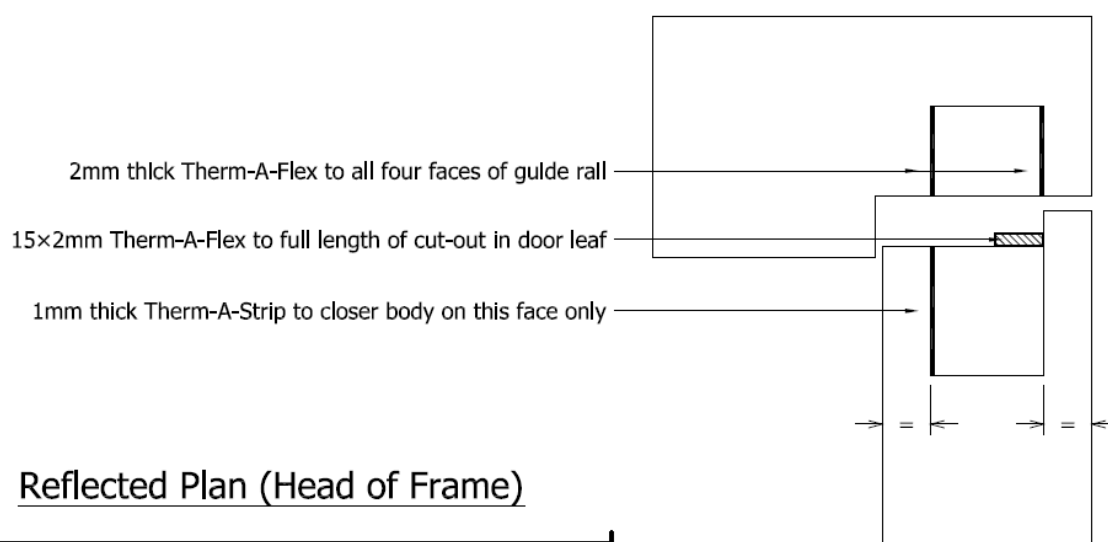 2mm thick Therm-A-Flex to all four faces of guide rail
15×2mm Therm-A-Flex to full length of cut-out in door leaf
1mm thick Therm-A-Strip to closer body on this face only
= =
Reflected Plan (Head of Frame)